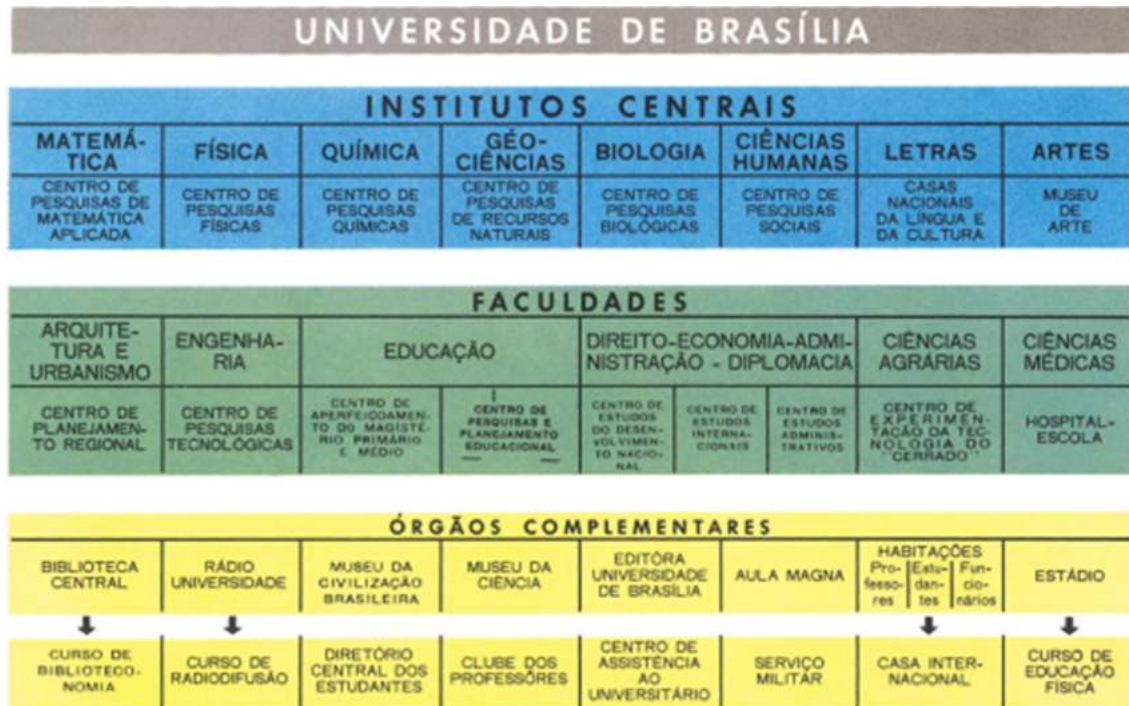 UNIVERSIDADE DE BRASÍLIA
INSTITUTOS CENTRAIS
MATEMÁ-
TICA
FÍSICA
QUÍMICA
GÉO-
CIÊNCIAS
BIOLOGIA
CIÊNCIAS
HUMANAS
LETRAS
ARTES
CENTRO DE
PESQUISAS DE
MATEMÁTICA
APLICADA
CENTRO DE
PESQUISAS
FÍSICAS
CENTRO DE
PESQUISAS
QUÍMICAS
CENTRO DE
PESQUISAS
DE RECURSOS
NATURAIS
CENTRO DE
PESQUISAS
BIOLÓGICAS
CENTRO DE
PESQUISAS
SOCIAIS
CASAS
NACIONAIS
DA LÍNGUA E
DA CULTURA
MUSEU
DE
ARTE
FACULDADES
ARQUITE-
TURA E
URBANISMO
ENGENHA-
RIA
EDUCAÇÃO
DIREITO-ECONOMIA-ADMI-
NISTRAÇÃO - DIPLOMACIA
CIÊNCIAS
AGRÁRIAS
CIÊNCIAS
MÉDICAS
CENTRO DE
PLANEJAMENTO
REGIONAL
CENTRO DE
PESQUISAS
TECNOLÓGICAS
CENTRO DE
APERFEIÇOAMEN-
TO DO MAGISTÉ-
RIO PRIMÁRIO
E MÉDIO
CENTRO DE
PESQUISAS E
PLANEJAMENTO
EDUCACIONAL
CENTRO DE
ESTUDOS
DO DESEN-
VOLVIMEN-
TO NACIO-
NAL
CENTRO DE
ESTUDOS
INTERNA-
CIONAIS
CENTRO DE
ESTUDOS
ADMINIS-
TRATIVOS
CENTRO DE
EXPERIMEN-
TAÇÃO DA TEC-
NOLOGIA DO
"CERRADO"
HOSPITAL-
ESCOLA
ÓRGÃOS COMPLEMENTARES
BIBLIOTECA
CENTRAL
RÁDIO
UNIVERSIDADE
MUSEU DA
CIVILIZAÇÃO
BRASILEIRA
MUSEU DA
CIÊNCIA
EDITÔRA
UNIVERSIDADE
DE BRASÍLIA
AULA MAGNA
HABITAÇÕES
Pro-
fesso-
res
Estu-
dan-
tes
Fun-
cio-
nários
ESTÁDIO
CURSO DE
BIBLIOTECO-
NOMIA
CURSO DE
RADIODIFUSÃO
DIRETÓRIO
CENTRAL DOS
ESTUDANTES
CLUBE DOS
PROFESSÔRES
CENTRO DE
ASSISTÊNCIA
AO
UNIVERSITÁRIO
SERVIÇO
MILITAR
CASA INTER-
NACIONAL
CURSO DE
EDUCAÇÃO
FÍSICA